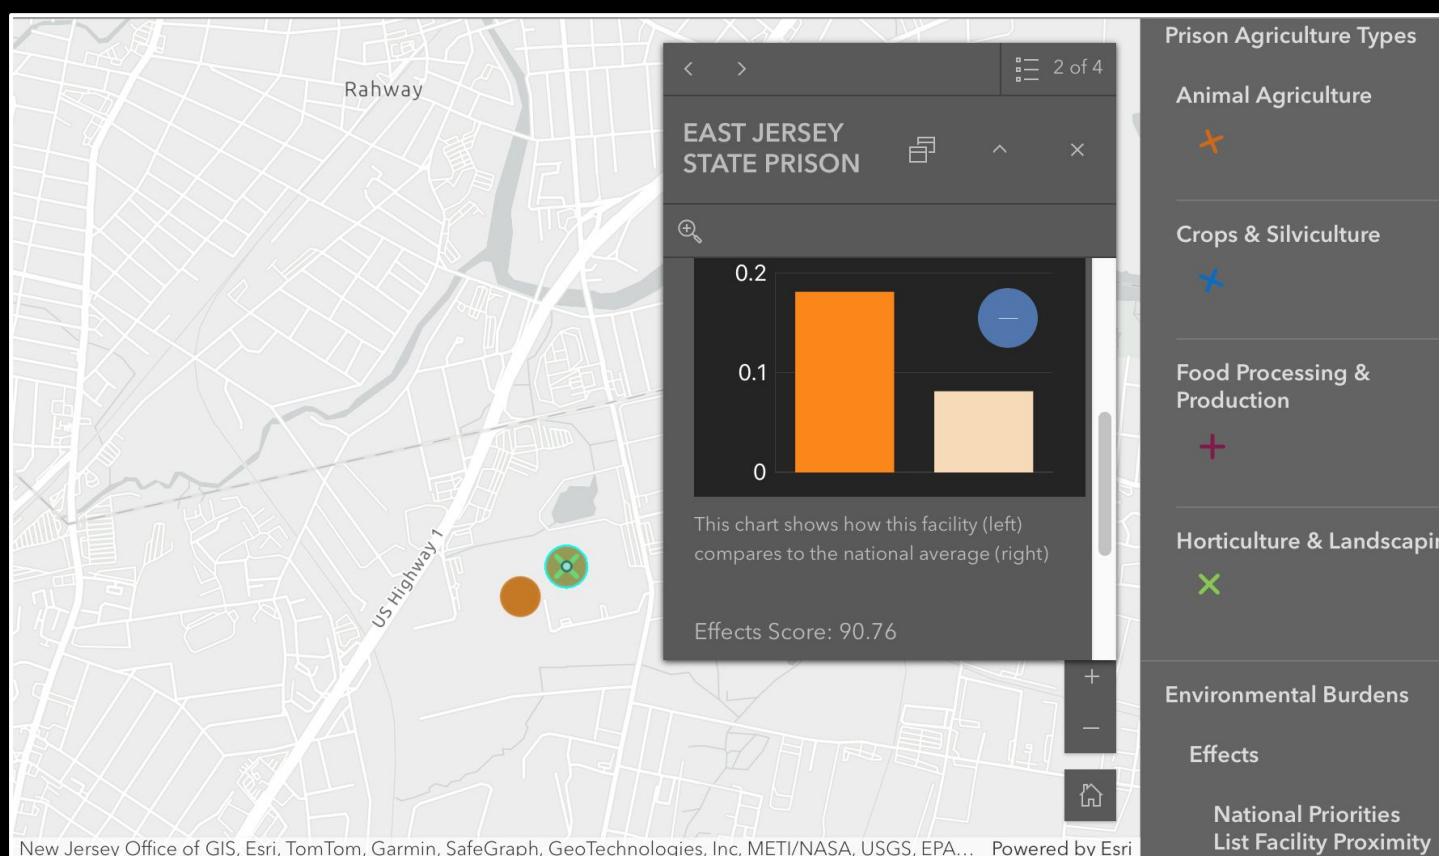 Rahway
US Highway 1
2 of 4
EAST JERSEY
STATE PRISON
0.2
0.1
0
This chart shows how this facility (left)
compares to the national average (right)
Effects Score: 90.76
New Jersey Office of GIS, Esri, TomTom, Garmin, SafeGraph, GeoTechnologies, Inc, METI/NASA, USGS, EPA...
Powered by Esri
Prison Agriculture Types
Animal Agriculture
Crops & Silviculture
Food Processing &
Production
Horticulture & Landscapin
Environmental Burdens
Effects
National Priorities
List Facility Proximity